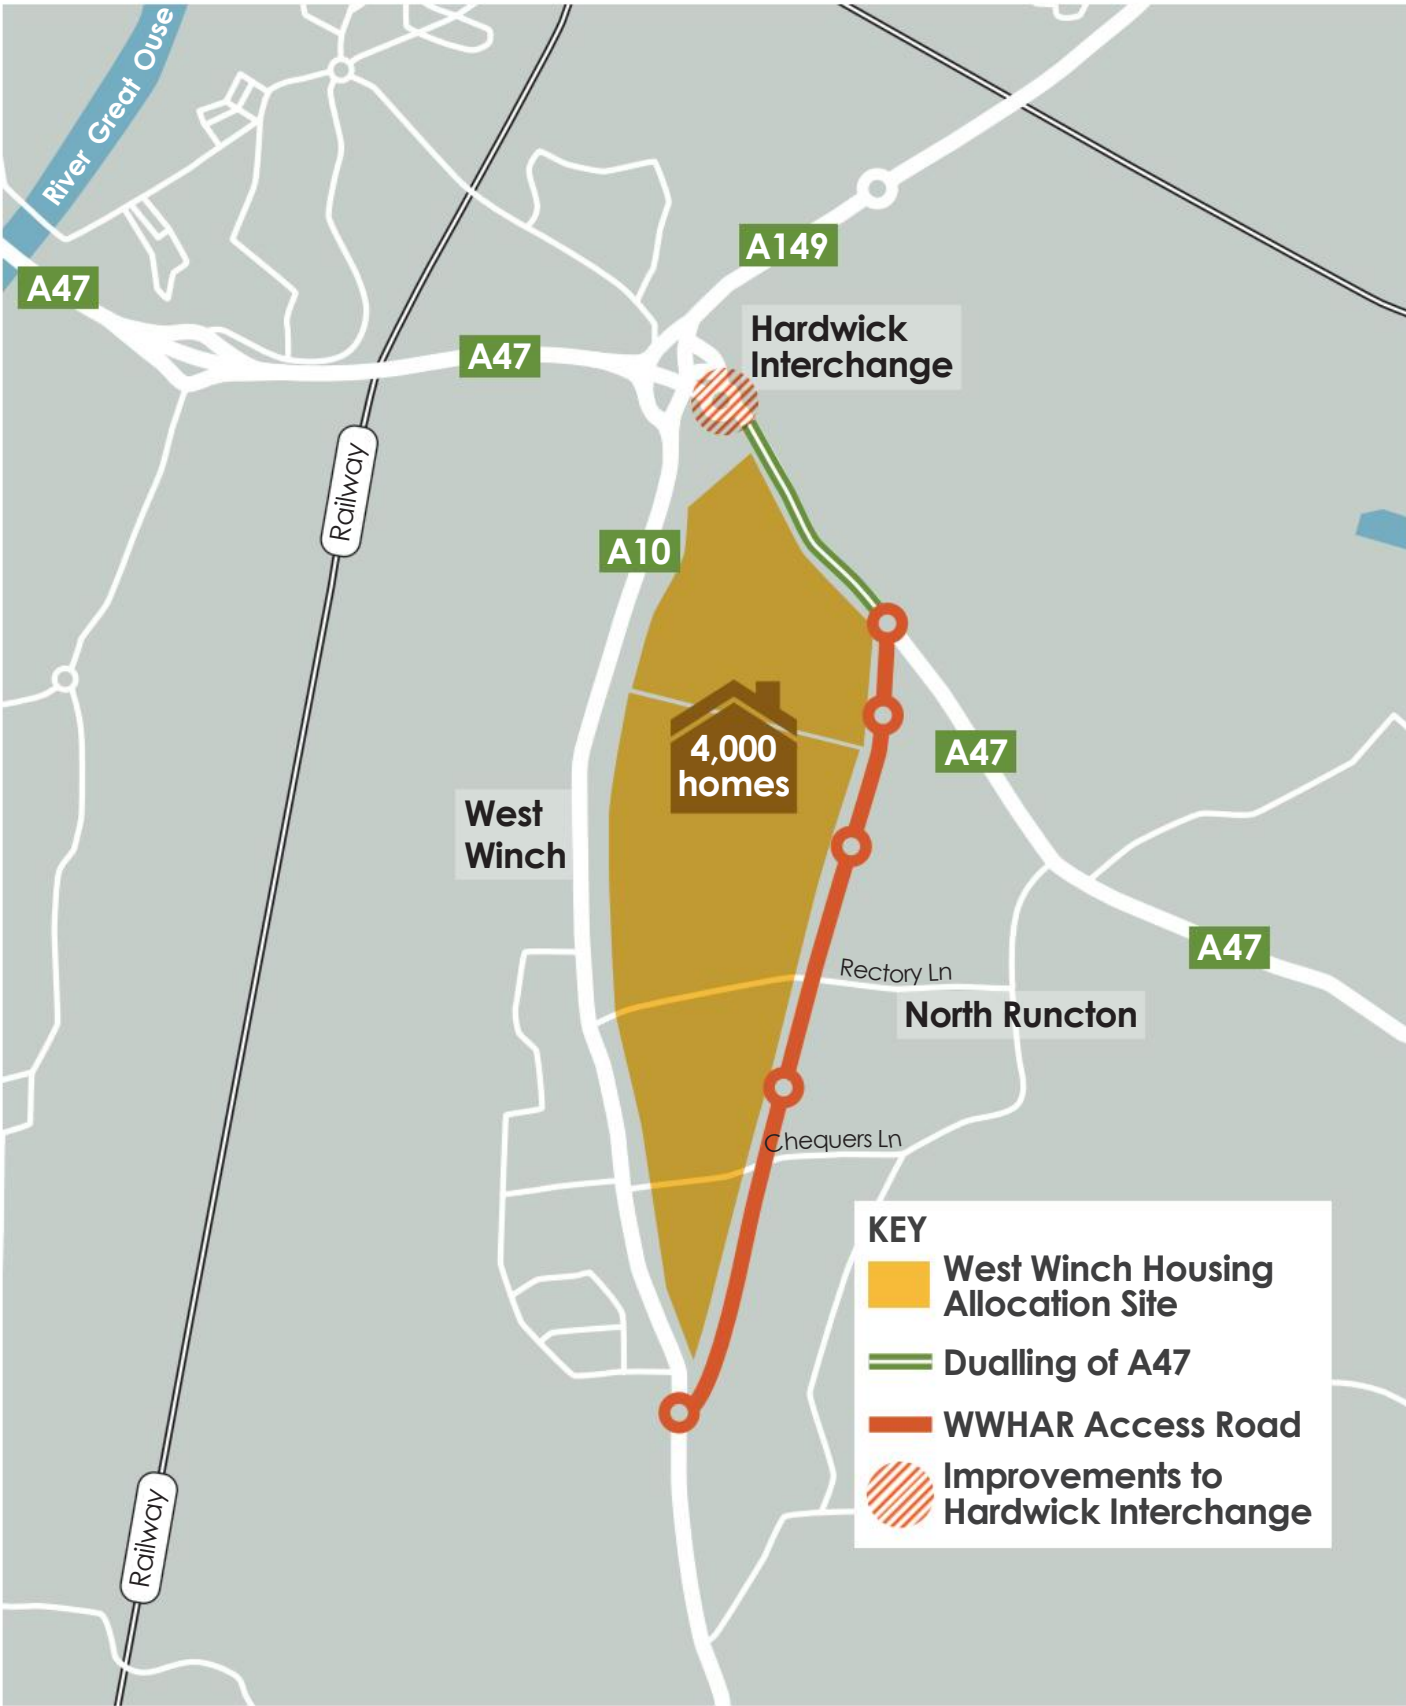 River Great Ouse
A149
A47
Hardwick
Interchange
A47
Railway
A10
4,000
homes
A47
West
Winch
A47
Rectory Ln
North Runcton
Chequers Ln
KEY
West Winch Housing
Allocation Site
Dualling of A47
WWHAR Access Road
Improvements to
Hardwick Interchange
Railway